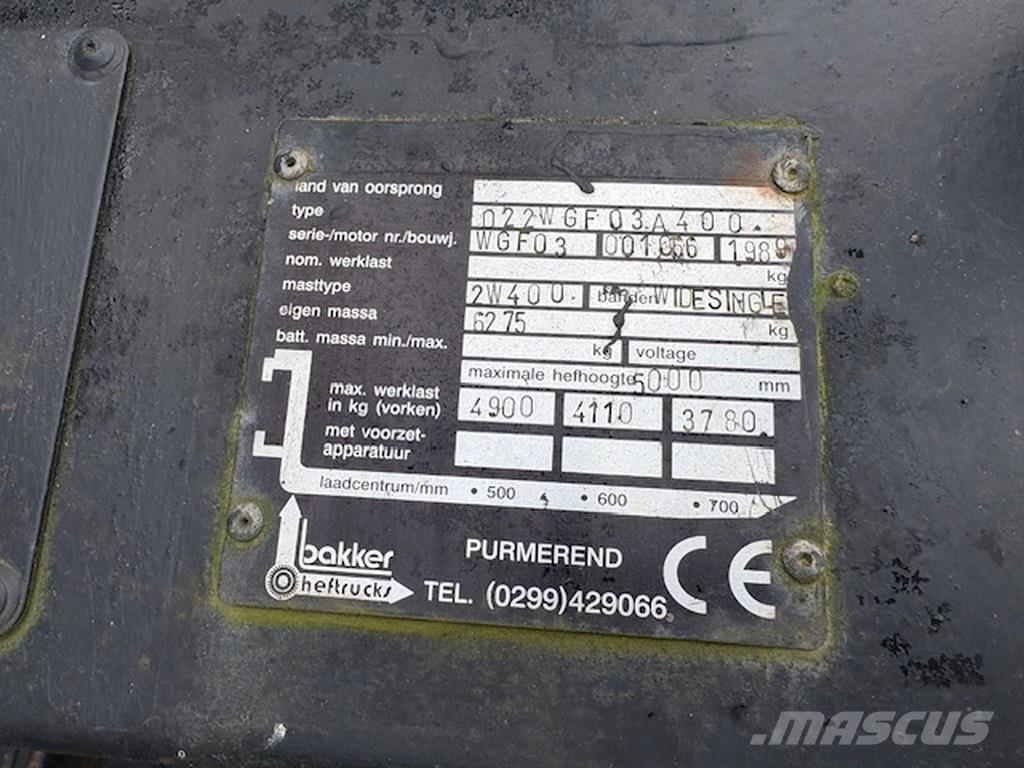 land van oorsprong
type 022WGF03A400.
serie-/motor nr./bouwj. WGF03 001066 1989
nom. werklast kg
masttype 2W400. banden WIDESINGLE
eigen massa 6275 kg
batt. massa min./max. kg voltage
maximale hefhoogte 5000 mm
max. werklast
in kg (vorken) 4900 4110 3780.
met voorzet-
apparatuur
laadcentrum/mm • 500 • 600 • 700
bakker
heftrucks
PURMEREND
TEL. (0299)429066
CE
MASCUS